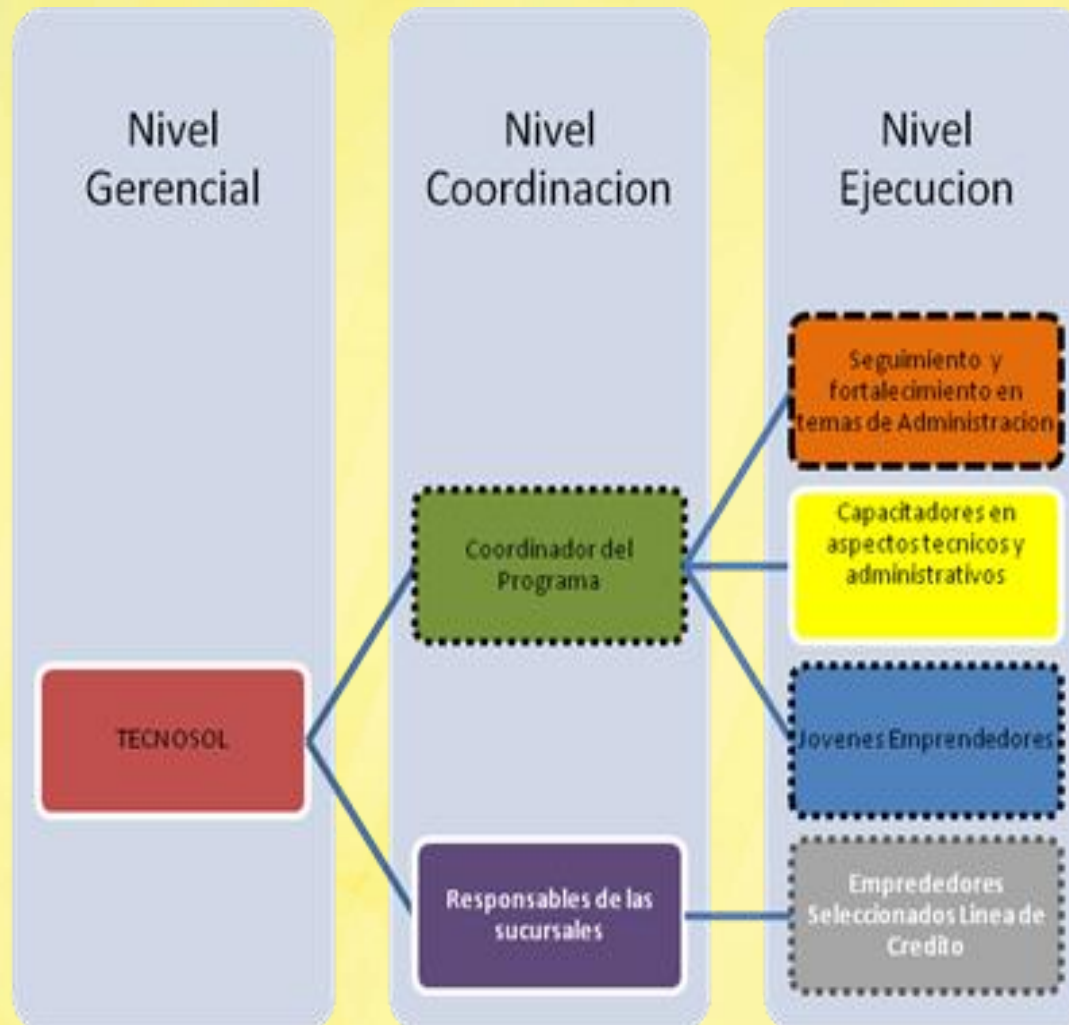 Nivel
Gerencial
Nivel
Coordinacion
Nivel
Ejecucion
TECNOSOL
Coordinador del
Programa
Responsables de las
sucursales
Seguimiento y
fortalecimiento en
temas de Administracion
Capacitadores en
aspectos tecnicos y
administrativos
Jovenes Emprendedores
Emprededores
Seleccionados Linea de
Credito